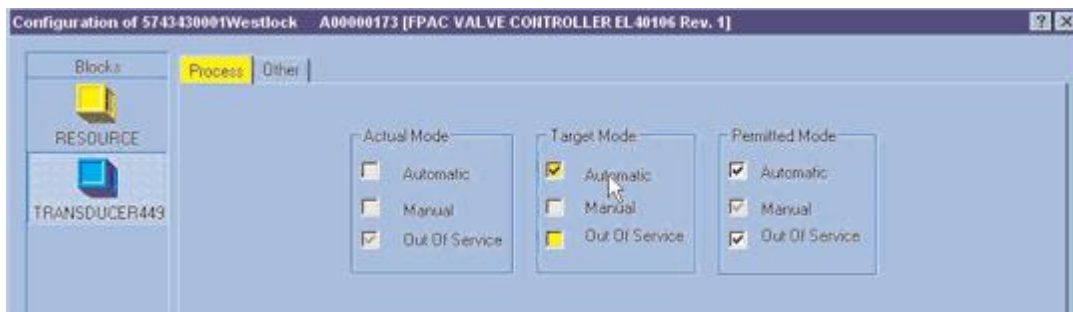 Configuration of 5743430001Westlock A00000173 [FPAC VALVE CONTROLLER EL40106 Rev. 1]
Blocks
Process Other
RESOURCE
TRANSDUCER449
Actual Mode
Automatic
Manual
Out Of Service
Target Mode
Automatic
Manual
Out Of Service
Permitted Mode
Automatic
Manual
Out Of Service